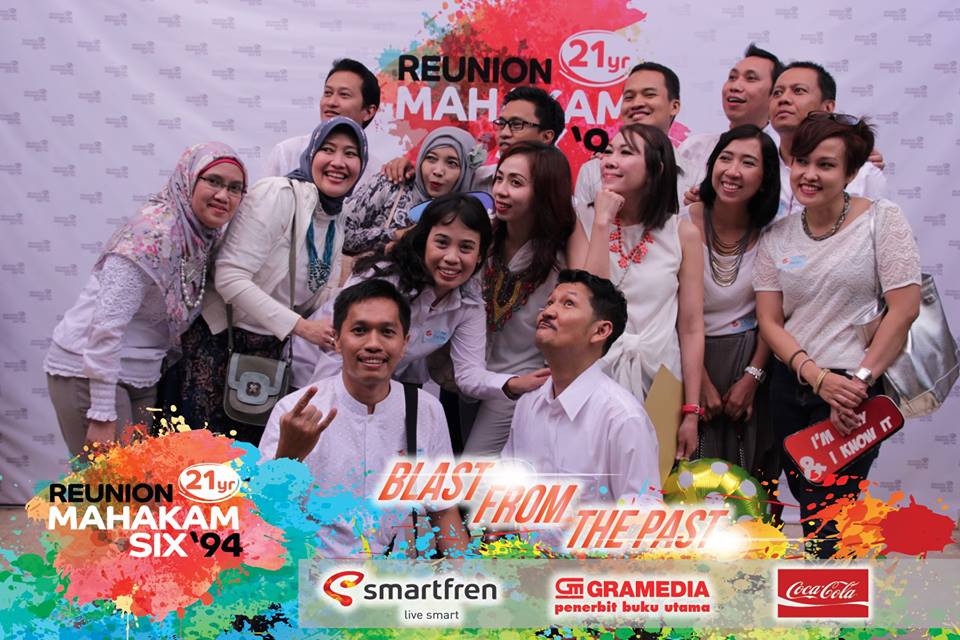 REUNION 21yr
MAHAKAM
'9
I'M
& I KNOW IT
REUNION 21yr
MAHAKAM
SIX '94
BLAST
FROM
THE PAST
smartfren
live smart
GRAMEDIA
penerbit buku utama
Coca-Cola